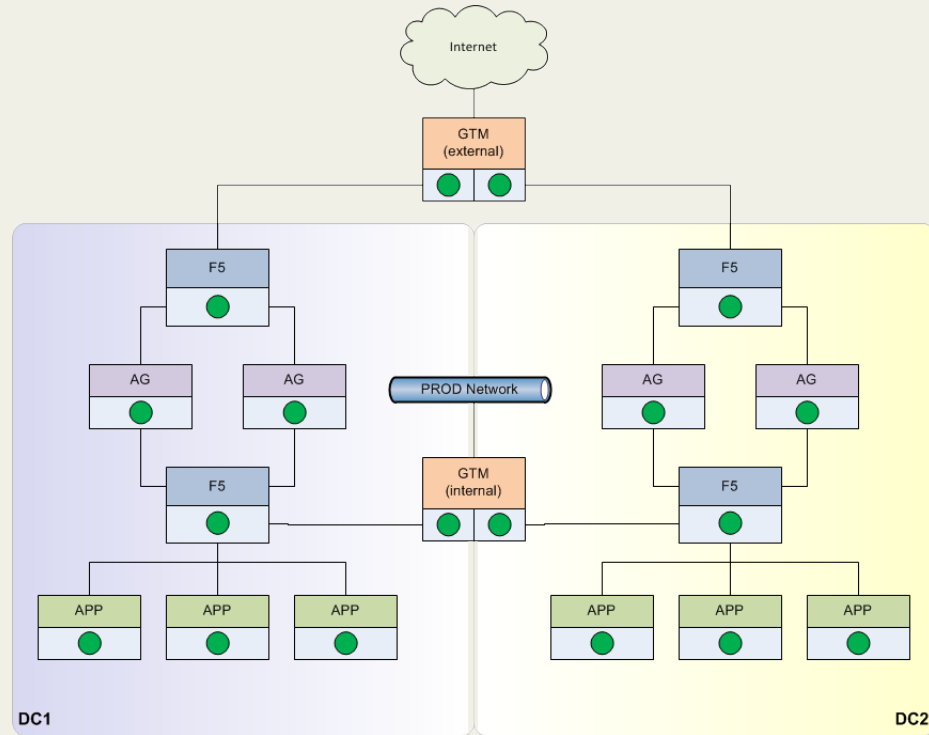 Internet
GTM
(external)
F5
F5
AG
AG
AG
AG
PROD Network
F5
GTM
(internal)
F5
APP
APP
APP
APP
APP
APP
DC1
DC2